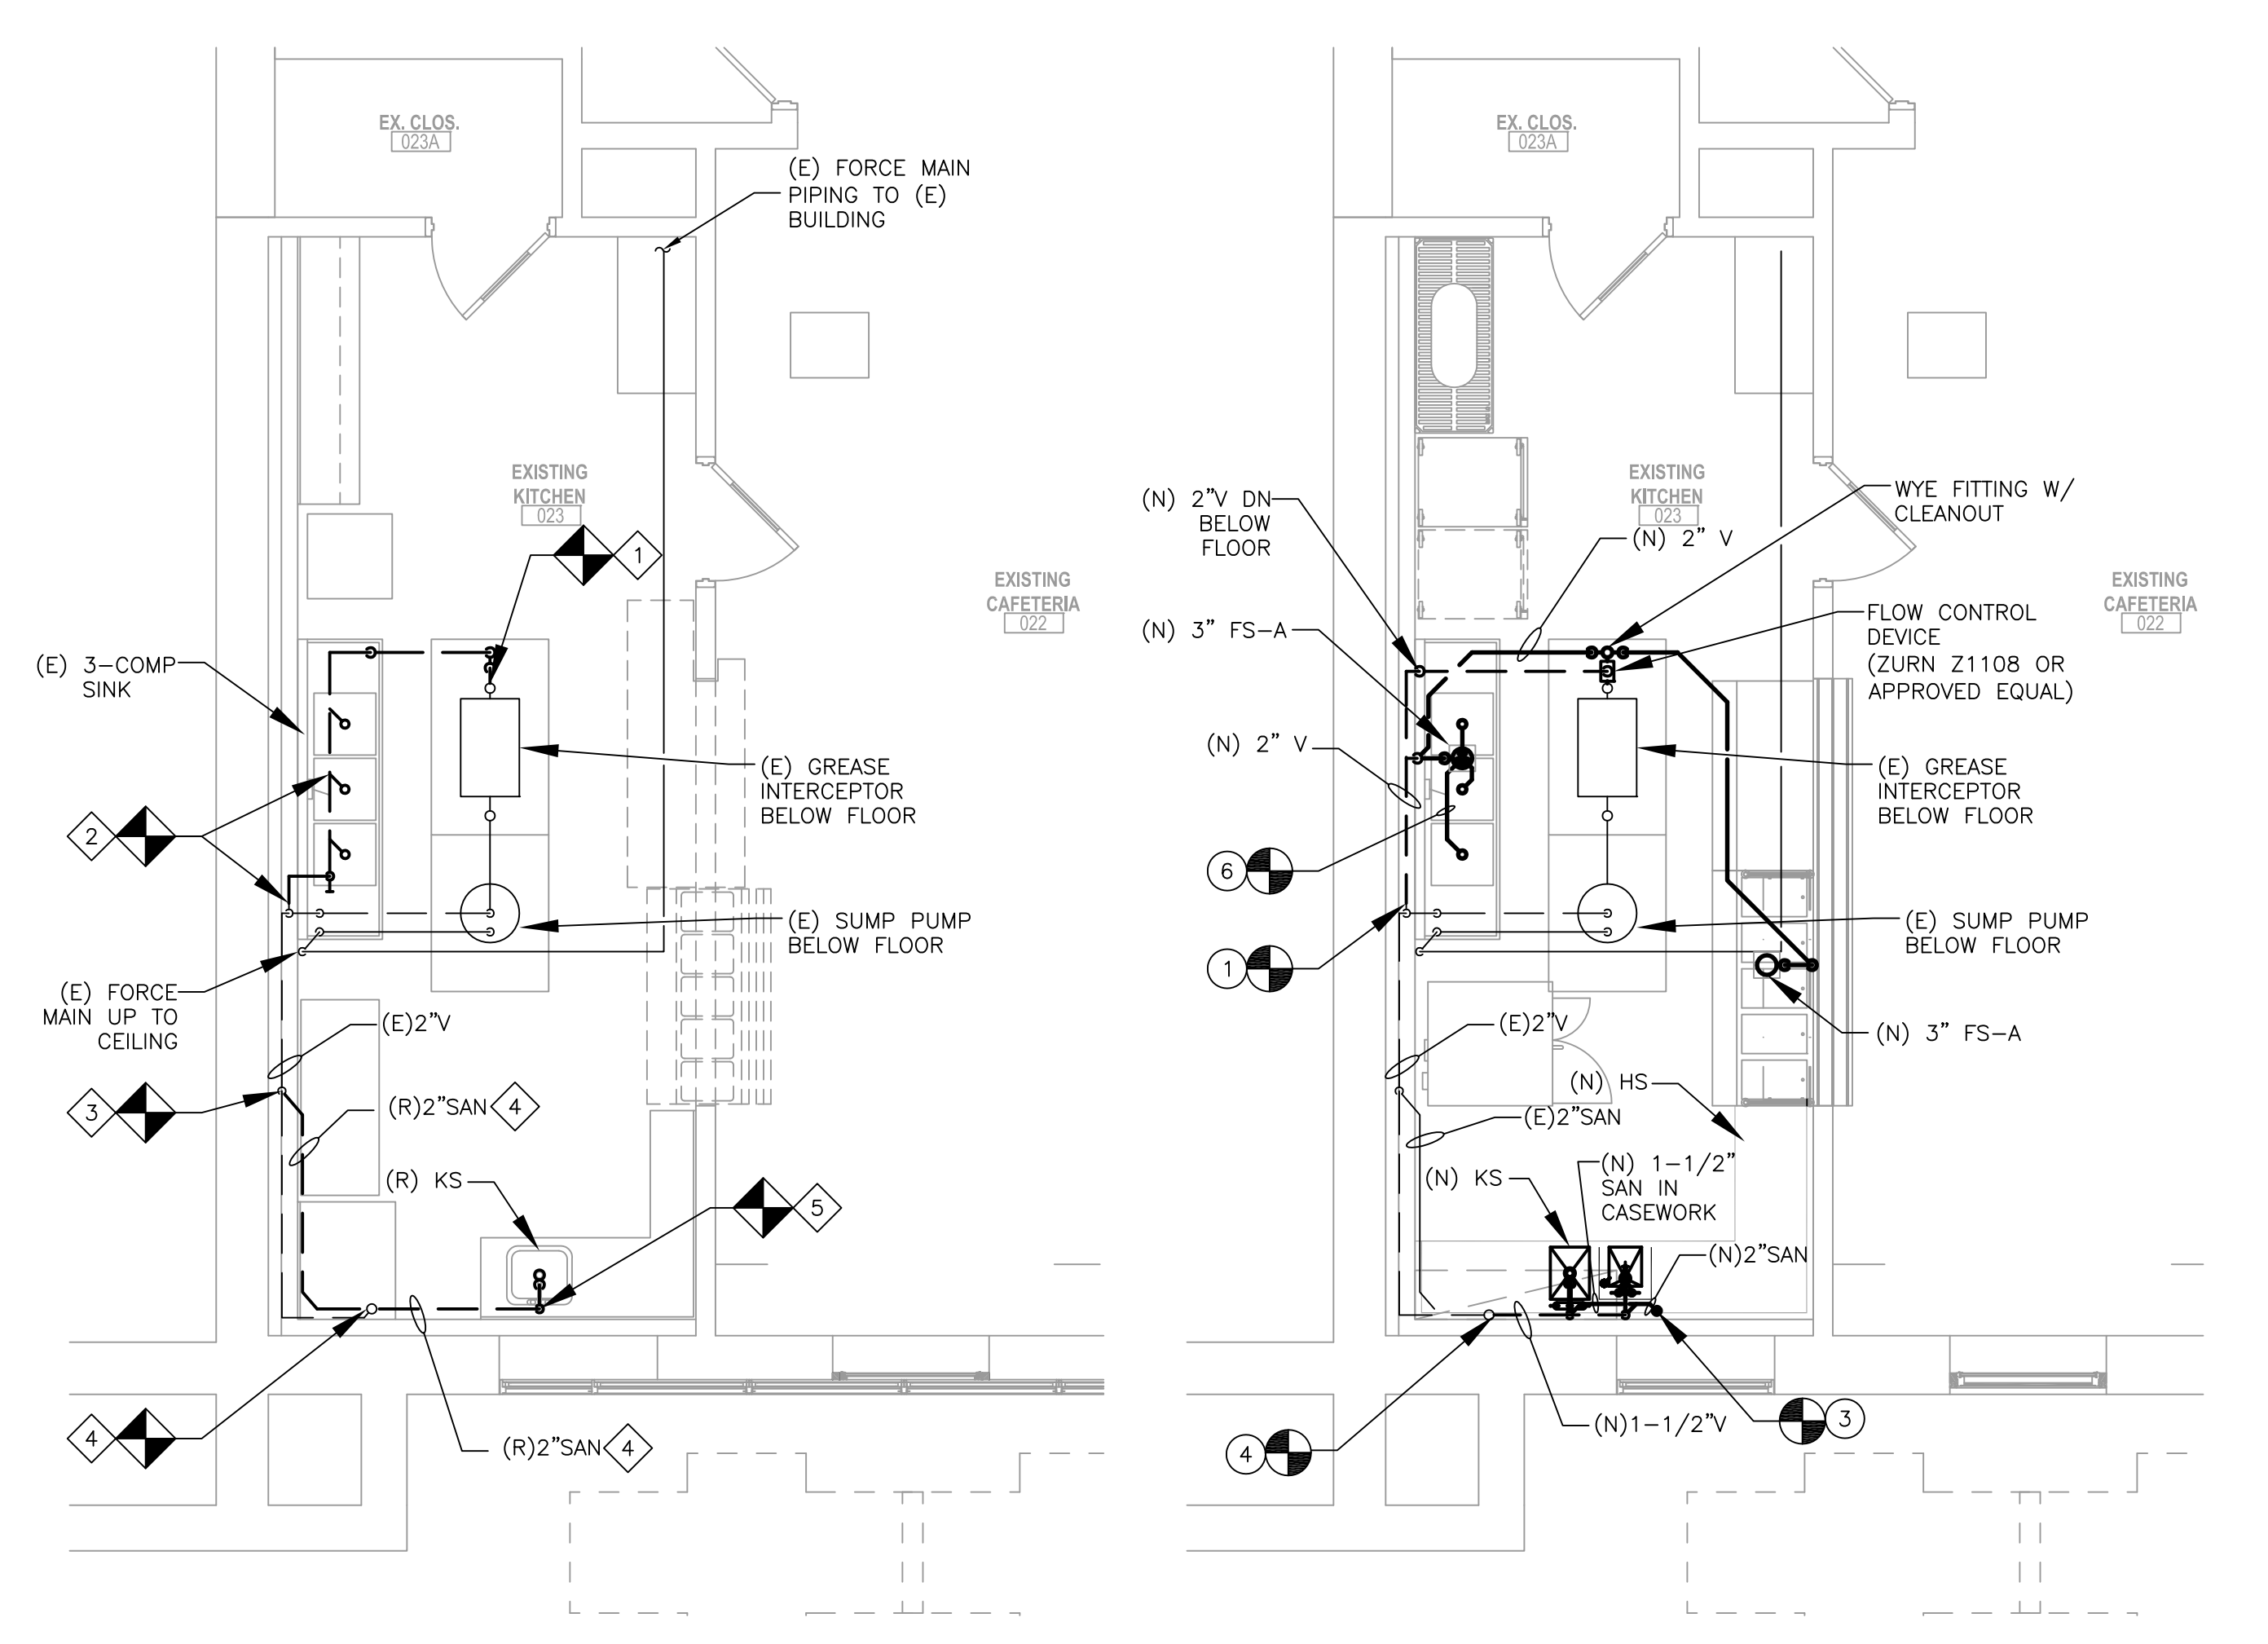 EX. CLOS.
023A
(E) FORCE MAIN
PIPING TO (E)
BUILDING
EXISTING
KITCHEN
023
1
EXISTING
CAFETERIA
022
(E) 3-COMP
SINK
(E) GREASE
INTERCEPTOR
BELOW FLOOR
2
(E) SUMP PUMP
BELOW FLOOR
(E) FORCE
MAIN UP TO
CEILING
(E)2"V
3
(R)2"SAN 4
(R) KS
5
4
(R)2"SAN 4
EX. CLOS.
023A
EXISTING
KITCHEN
023
WYE FITTING W/
CLEANOUT
(N) 2"V DN
BELOW
FLOOR
(N) 2" V
EXISTING
CAFETERIA
022
(N) 3" FS-A
FLOW CONTROL
DEVICE
(ZURN Z1108 OR
APPROVED EQUAL)
(N) 2" V
(E) GREASE
INTERCEPTOR
BELOW FLOOR
6
(E) SUMP PUMP
BELOW FLOOR
1
(E)2"V
(N) 3" FS-A
(N) HS
(E)2"SAN
(N) KS
(N) 1-1/2"
SAN IN
CASEWORK
(N)2"SAN
(N)1-1/2"V
3
4